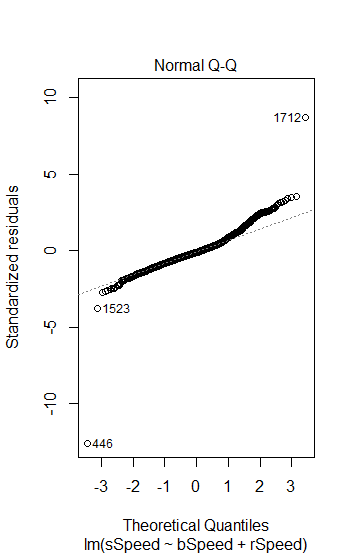 Normal Q-Q
10
5
0
-5
-10
Standardized residuals
1712
1523
446
-3 -2 -1 0 1 2 3
Theoretical Quantiles
lm(sSpeed ~ bSpeed + rSpeed)